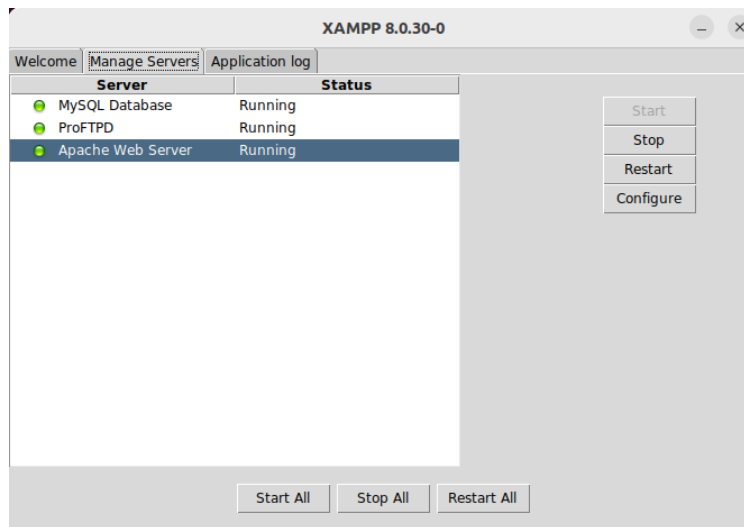 XAMPP 8.0.30-0
Welcome Manage Servers Application log
Server Status
MySQL Database Running
ProFTPD Running
Apache Web Server Running
Start
Stop
Restart
Configure
Start All Stop All Restart All